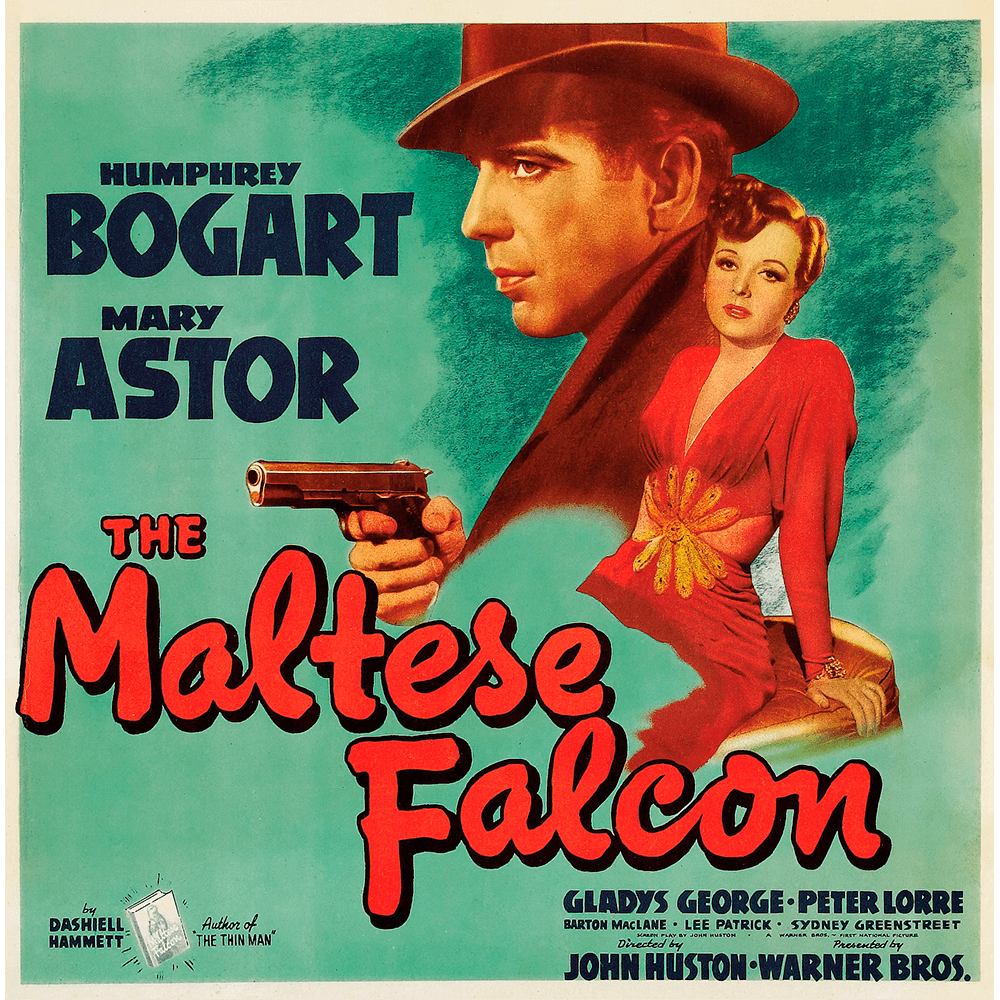 HUMPHREY
BOGART
MARY
ASTOR
THE
Maltese
Falcon
by
DASHIELL
HAMMETT
Author of
"THE THIN MAN"
GLADYS GEORGE • PETER LORRE
BARTON MACLANE • LEE PATRICK • SYDNEY GREENSTREET
SCREEN PLAY BY JOHN HUSTON • A WARNER BROS. - FIRST NATIONAL PICTURE
Directed by Presented by
JOHN HUSTON • WARNER BROS.